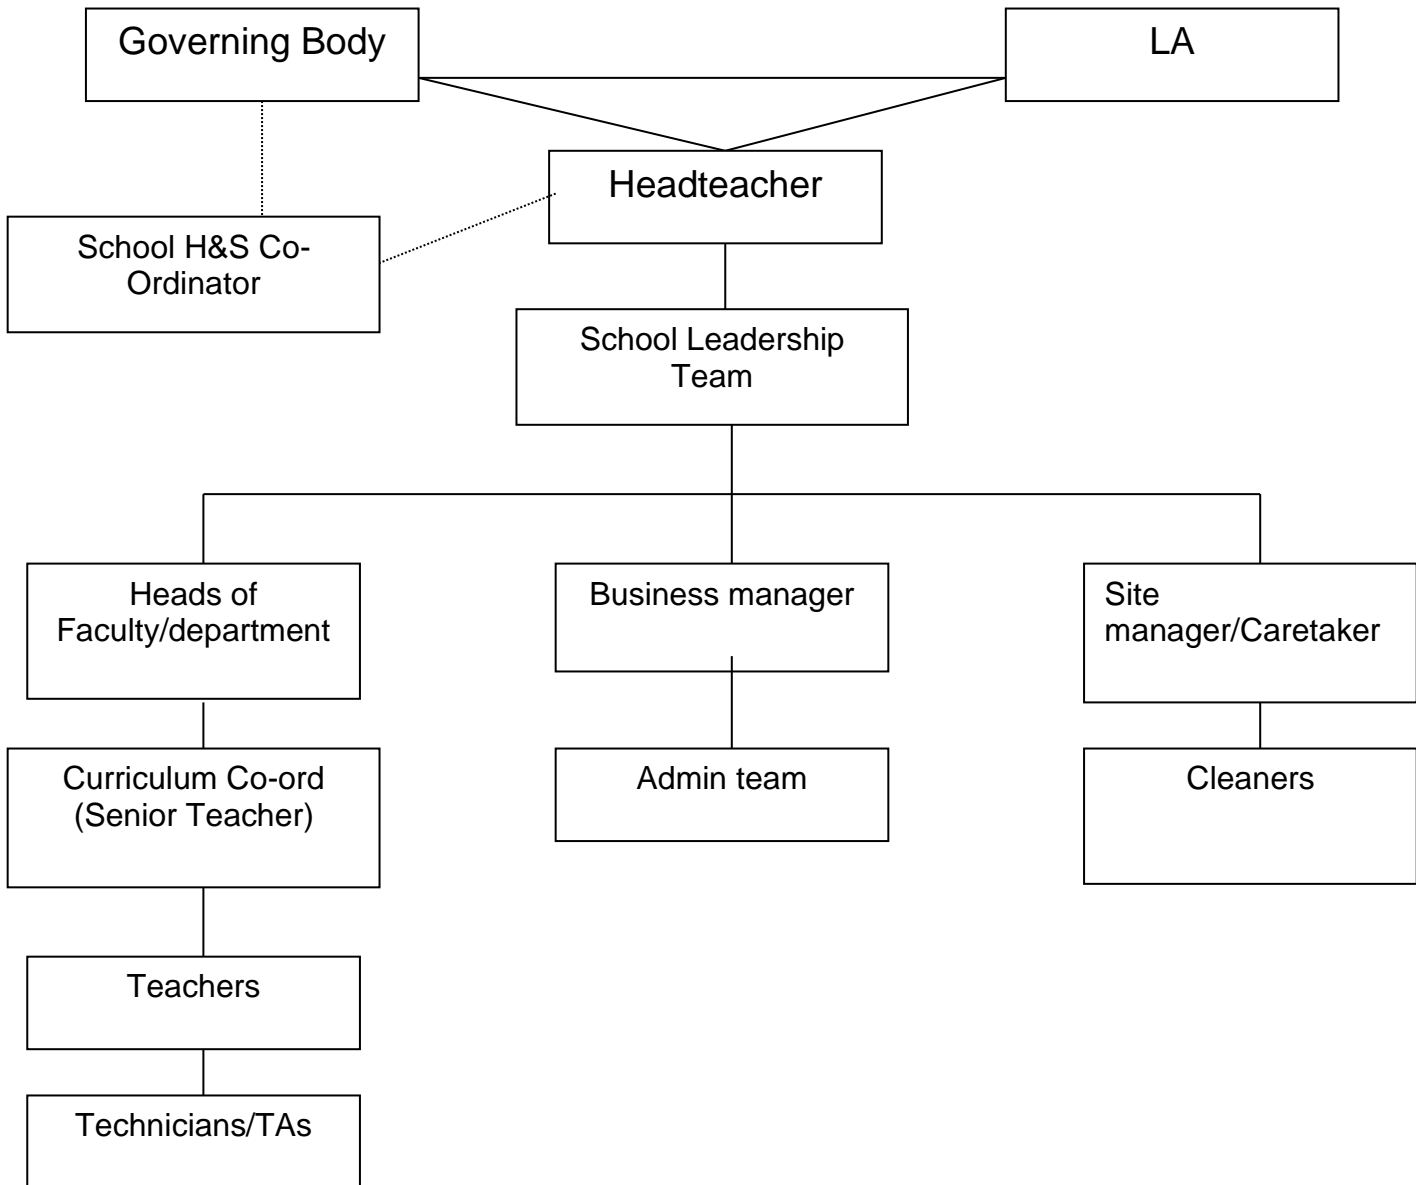 Governing Body
LA
Headteacher
School H&S Co-
Ordinator
School Leadership
Team
Heads of
Faculty/department
Business manager
Site
manager/Caretaker
Curriculum Co-ord
(Senior Teacher)
Admin team
Cleaners
Teachers
Technicians/TAs